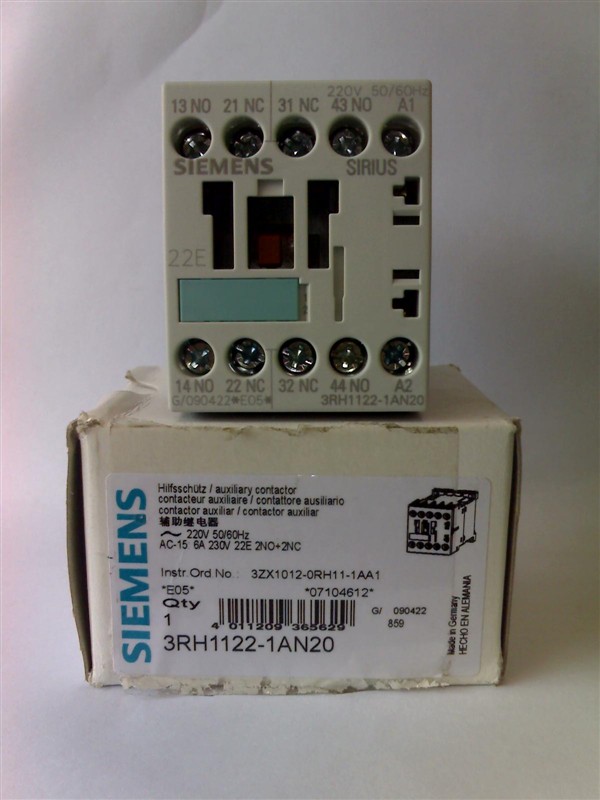 220V 50/60Hz
13 NO 21 NC 31 NC 43 NO A1
SIEMENS SIRIUS
22E
14 NO 22 NC 32 NC 44 NO A2
G/090422*E05* 3RH1122-1AN20
SIEMENS
Hilfsschütz / auxiliary contactor
contacteur auxiliaire / contattore ausiliario
contactor auxiliar / contactor auxiliar
辅助继电器
~ 220V 50/60Hz
AC-15: 6A 230V 22E 2NO+2NC
Instr.Ord No.: 3ZX1012-0RH11-1AA1
*E05* *07104612*
Qty
1
G/ 090422
859
4 011209 365629
3RH1122-1AN20
Made in Germany
HECHO EN ALEMANIA